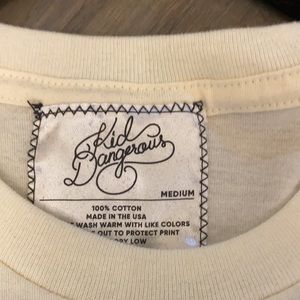 Kid
Dangerous
MEDIUM
100% COTTON
MADE IN THE USA
WASH WARM WITH LIKE COLORS
OUT TO PROTECT PRINT
DRY LOW